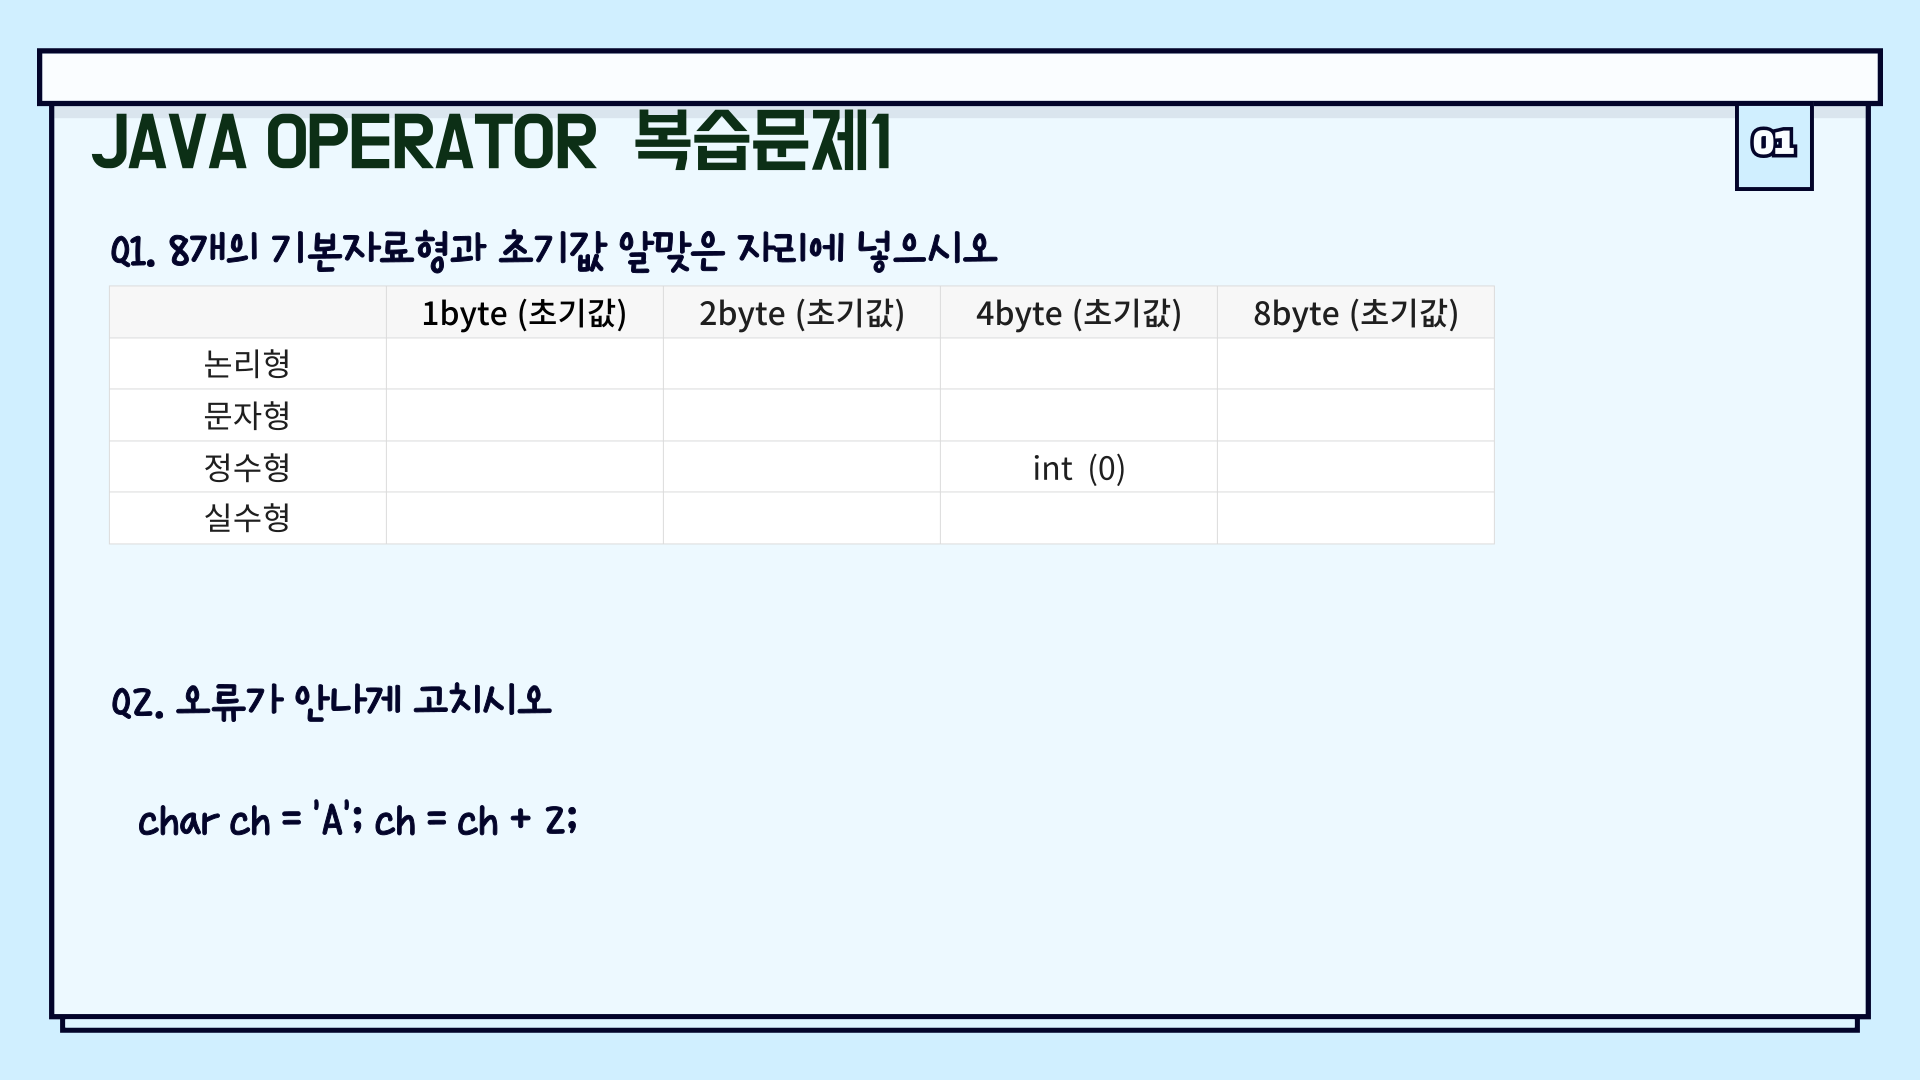 JAVA OPERATOR 복습문제1
01
Q1. 8개의 기본자료형과 초기값 알맞은 자리에 넣으시오
1byte (초기값) 2byte (초기값) 4byte (초기값) 8byte (초기값)
논리형
문자형
정수형 int (0)
실수형
Q2. 오류가 안나게 고치시오
char ch = 'A'; ch = ch + 2;